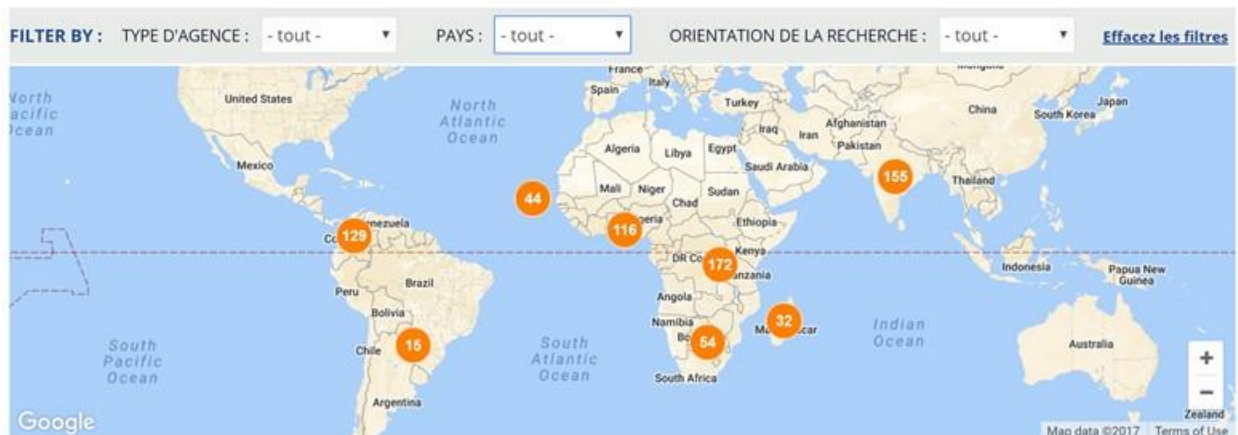 FILTER BY : TYPE D'AGENCE : - tout - PAYS : - tout - ORIENTATION DE LA RECHERCHE : - tout - Effacez les filtres
France
Spain Italy
North
Pacific
Ocean
United States
North
Atlantic
Ocean
Turkey
China
Japan
South Korea
Afghanistan
Iraq Iran
Pakistan
Algeria Libya Egypt
Saudi Arabia
Mexico
155
Thailand
44
Mali Niger Chad Sudan
116
Ethiopia
129
Kenya
DR Co
172
Indonesia
Papua New
Guinea
Brazil
Peru
Angola
Bolivia
Namibia
32
54
15
Chile
South
Pacific
Ocean
South
Atlantic
Ocean
Indian
Ocean
Australia
+
South Africa
−
Argentina
Zealand
Google
Map data ©2017 Terms of Use